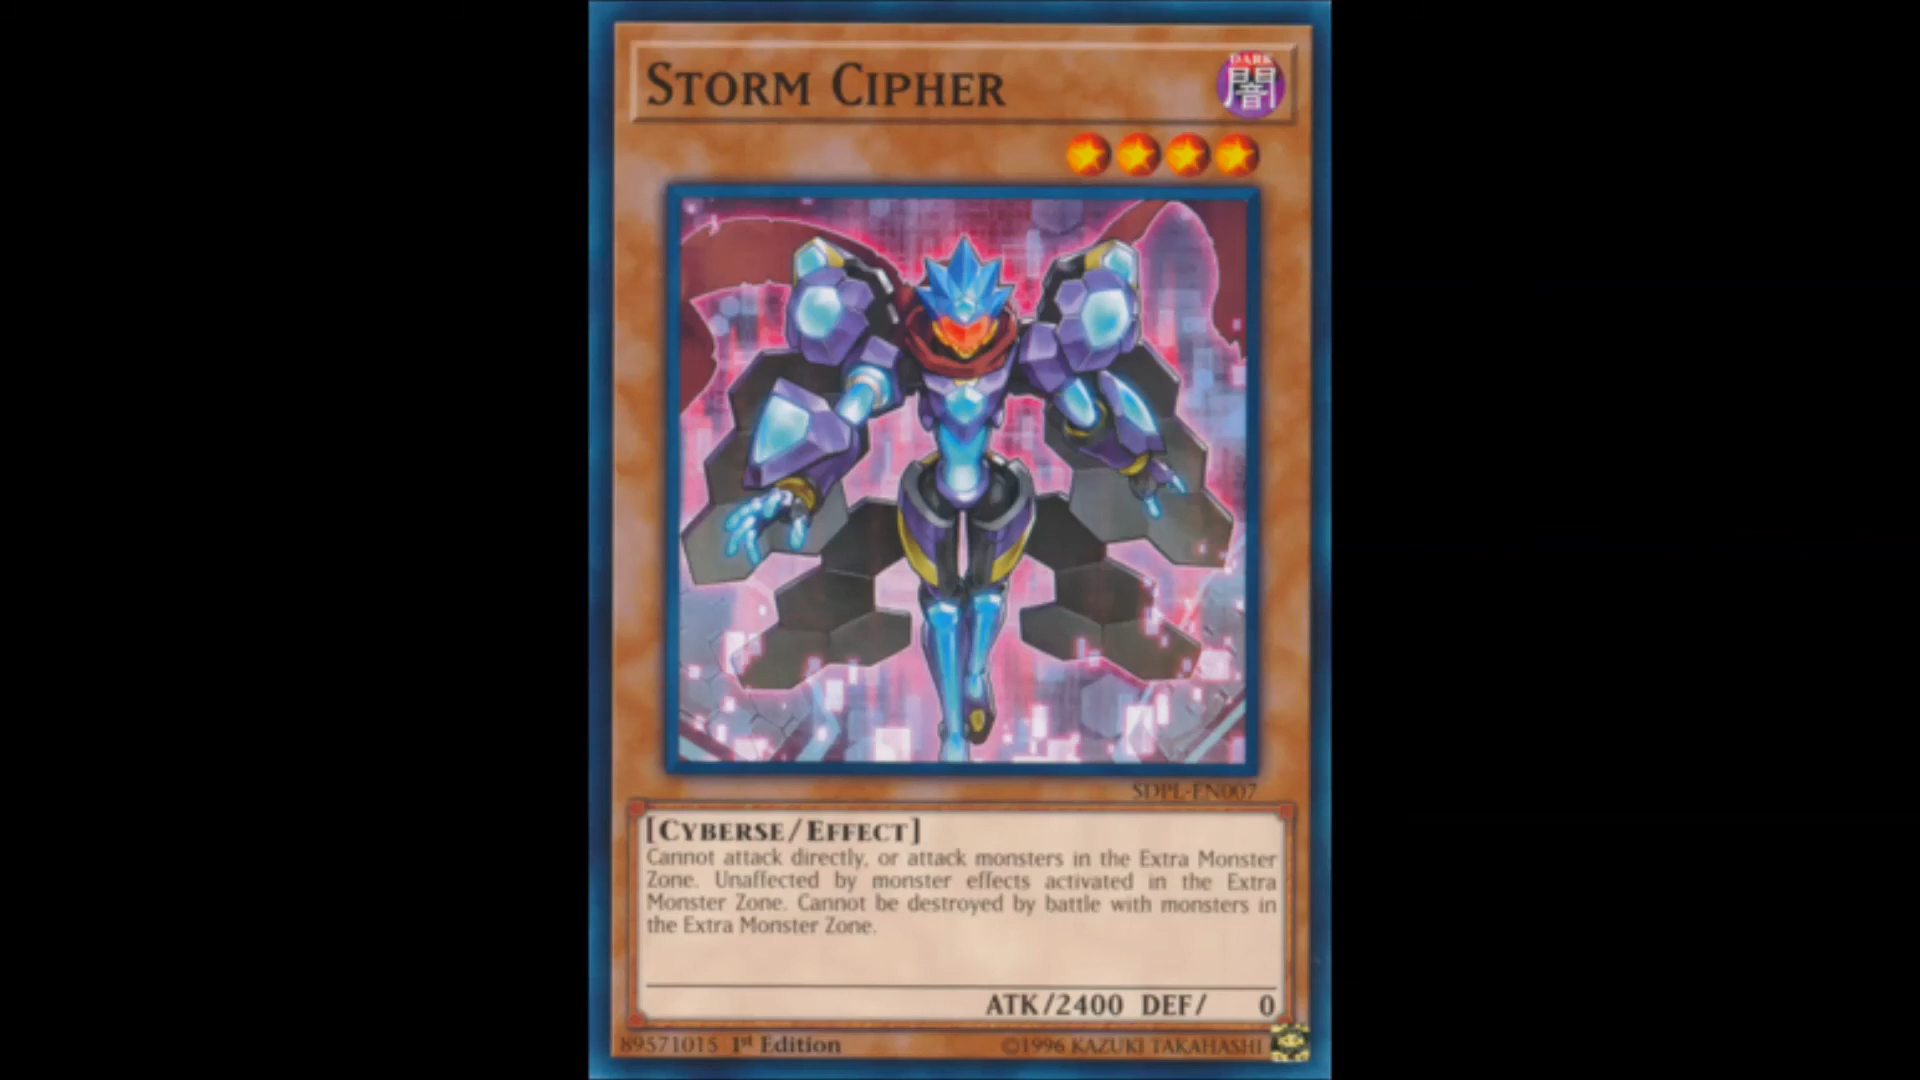 STORM CIPHER
DARK
闇
SDPL-EN007
[CYBERSE/EFFECT]
Cannot attack directly, or attack monsters in the Extra Monster
Zone. Unaffected by monster effects activated in the Extra
Monster Zone. Cannot be destroyed by battle with monsters in
the Extra Monster Zone.
ATK/2400 DEF/ 0
89571015 1st Edition ©1996 KAZUKI TAKAHASHI